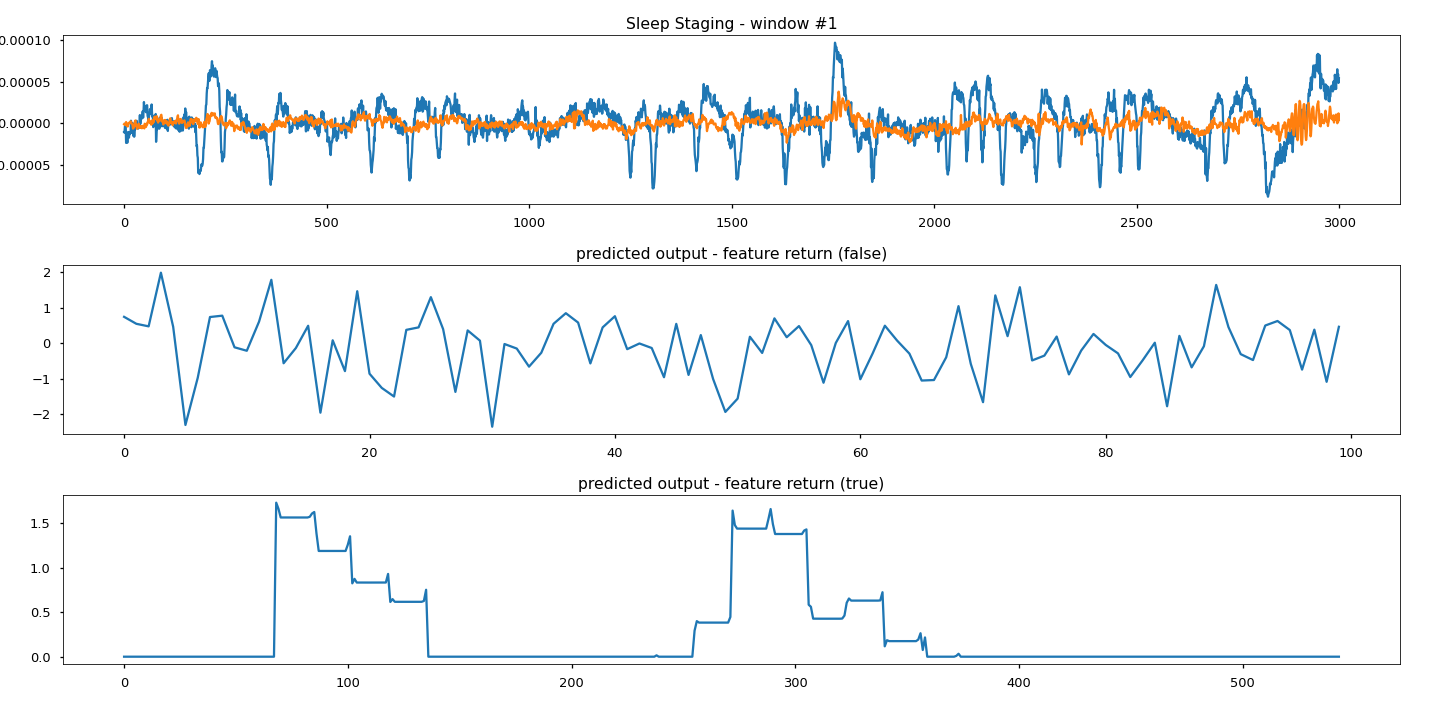 Sleep Staging - window #1
0.00010
0.00005
0.00000
0.00005
0 500 1000 1500 2000 2500 3000
predicted output - feature return (false)
2
1
0
−1
−2
0 20 40 60 80 100
predicted output - feature return (true)
1.5
1.0
0.5
0.0
0 100 200 300 400 500